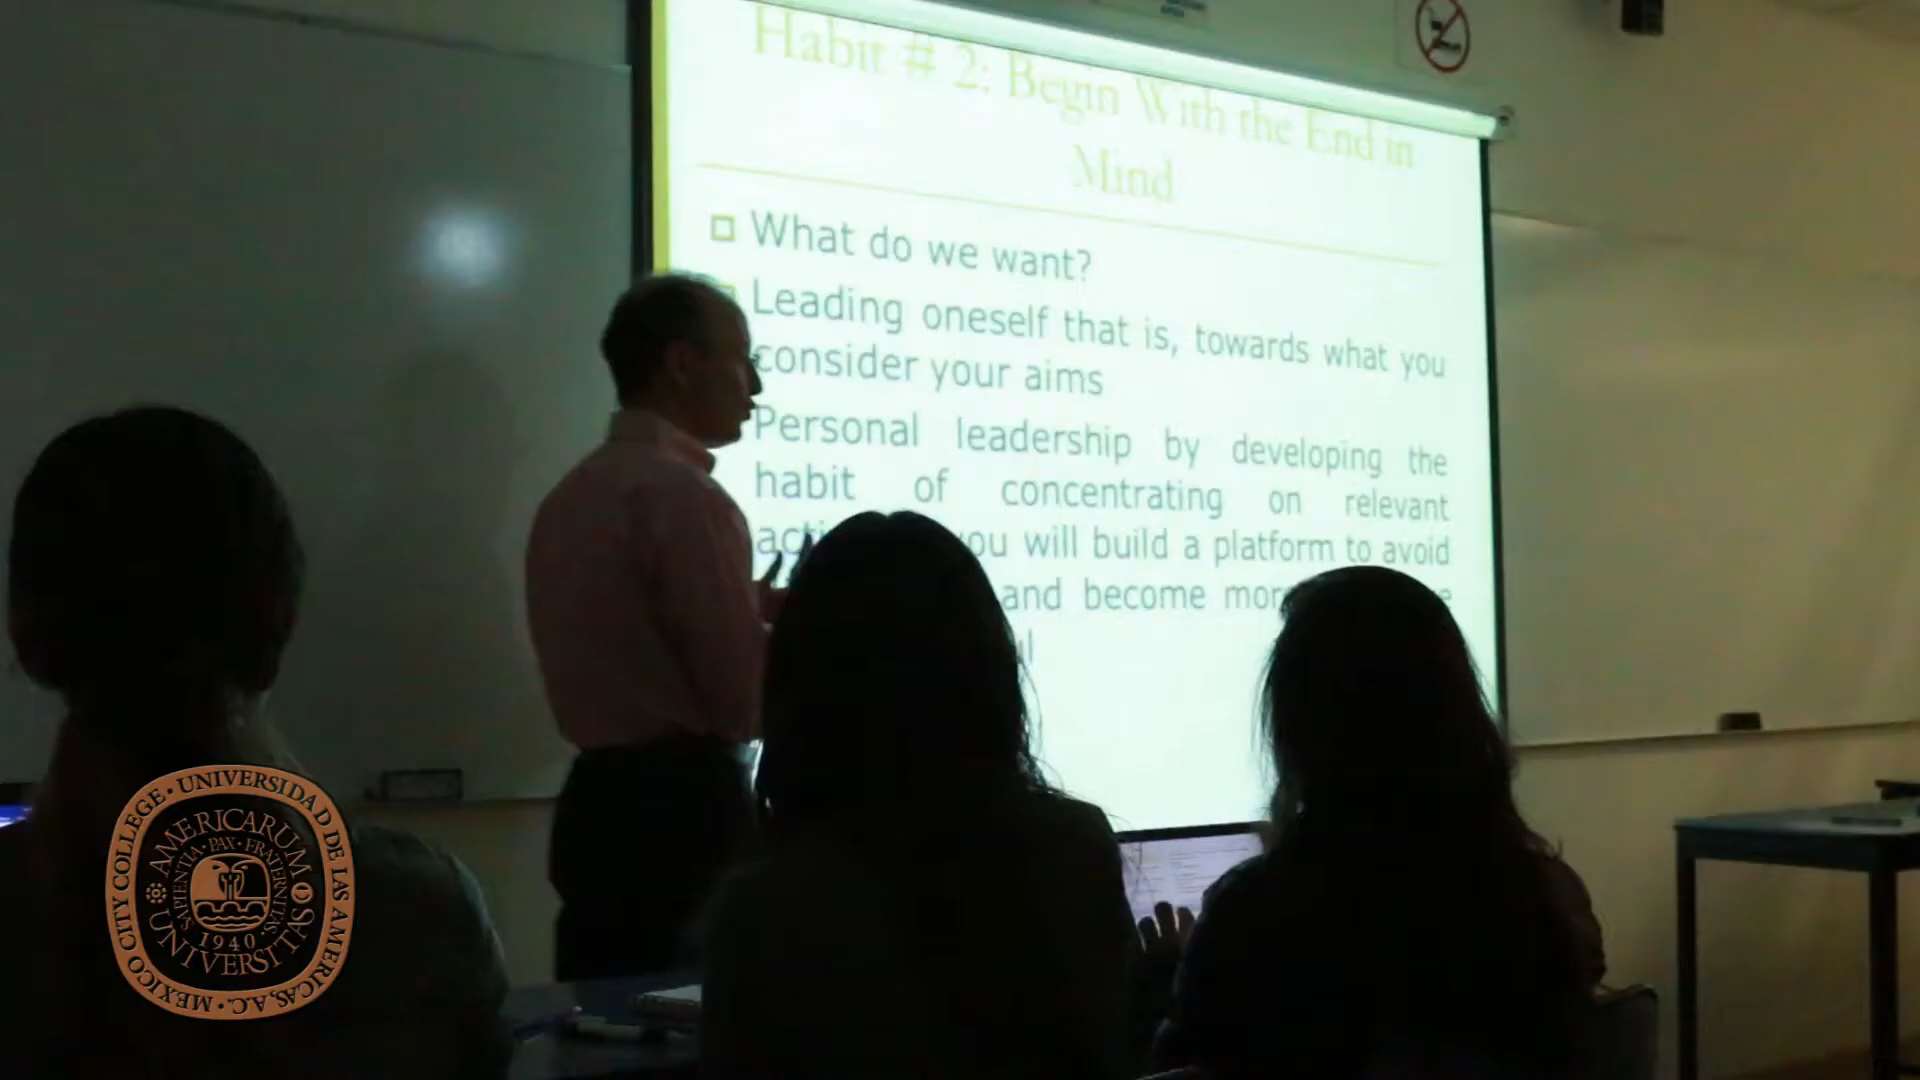 Habit # 2: Begin With the End in
Mind
What do we want?
Leading oneself that is, towards what you
consider your aims
Personal leadership by developing the
habit of concentrating on relevant
you will build a platform to avoid
and become
MEXICO CITY COLLEGE • UNIVERSIDAD DE LAS AMERICAS, A.C. •
UNIVERSITAS AMERICARUM
SAPIENTIA • PAX • FRATERNITAS
• 1940 •